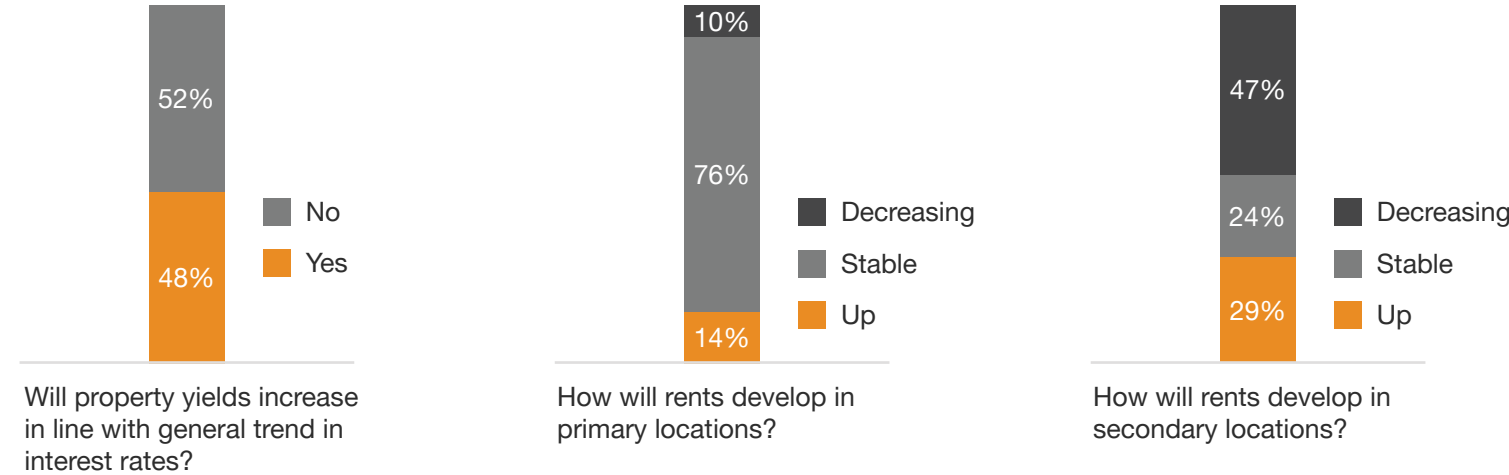 52%
48%
No
Yes
Will property yields increase
in line with general trend in
interest rates?
10%
76%
14%
Decreasing
Stable
Up
How will rents develop in
primary locations?
47%
24%
29%
Decreasing
Stable
Up
How will rents develop in
secondary locations?